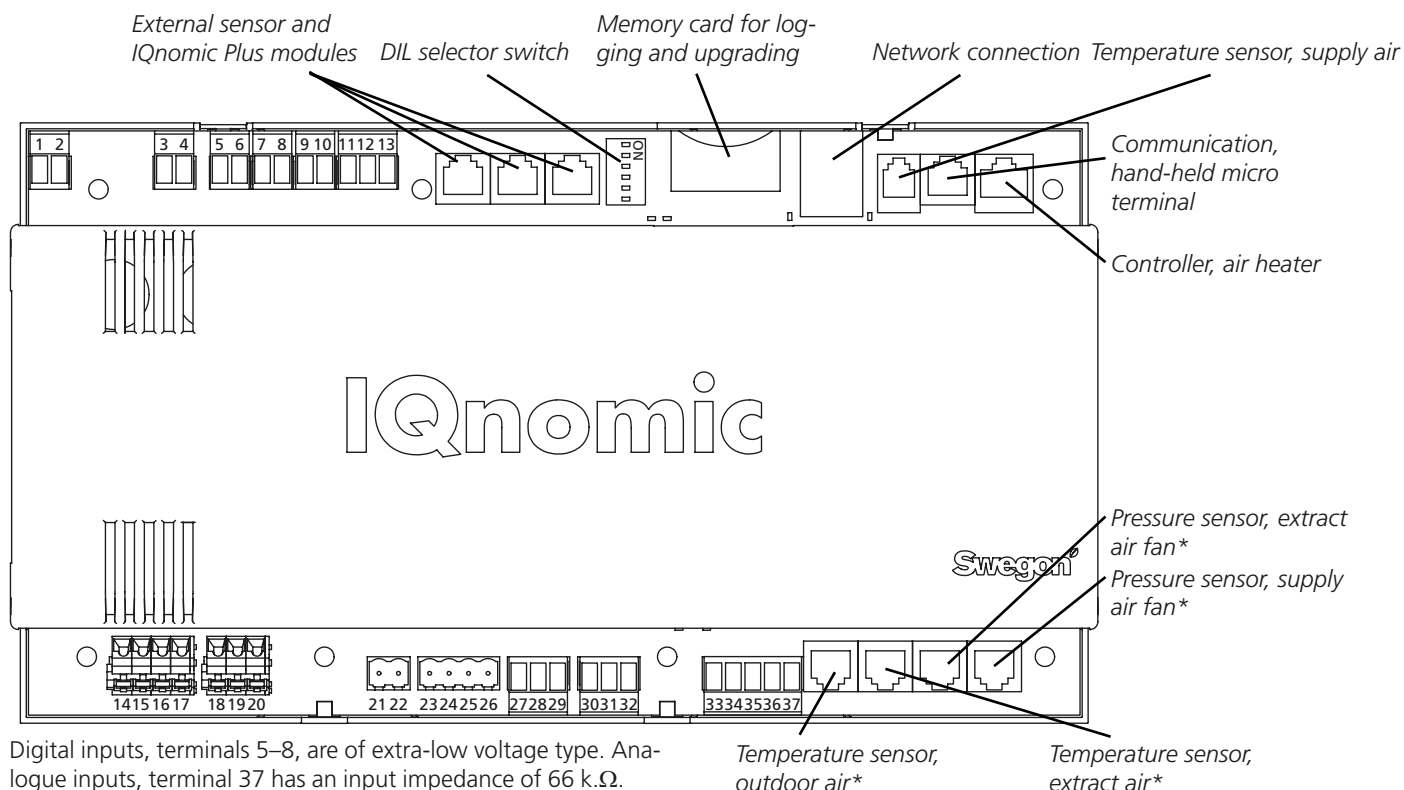 External sensor and
IQnomic Plus modules
DIL selector switch
Memory card for log-
ging and upgrading
Network connection
Temperature sensor, supply air
Communication,
hand-held micro
terminal
Controller, air heater
1 2
3 4
5 6
7 8
9 10
11 12 13
ON
IQnomic
Swegon
Pressure sensor, extract
air fan*
Pressure sensor, supply
air fan*
14 15 16 17
18 19 20
21 22
23 24 25 26
27 28 29
30 31 32
33 34 35 36 37
Digital inputs, terminals 5–8, are of extra-low voltage type. Ana-
logue inputs, terminal 37 has an input impedance of 66 k.Ω.
Temperature sensor,
outdoor air*
Temperature sensor,
extract air*